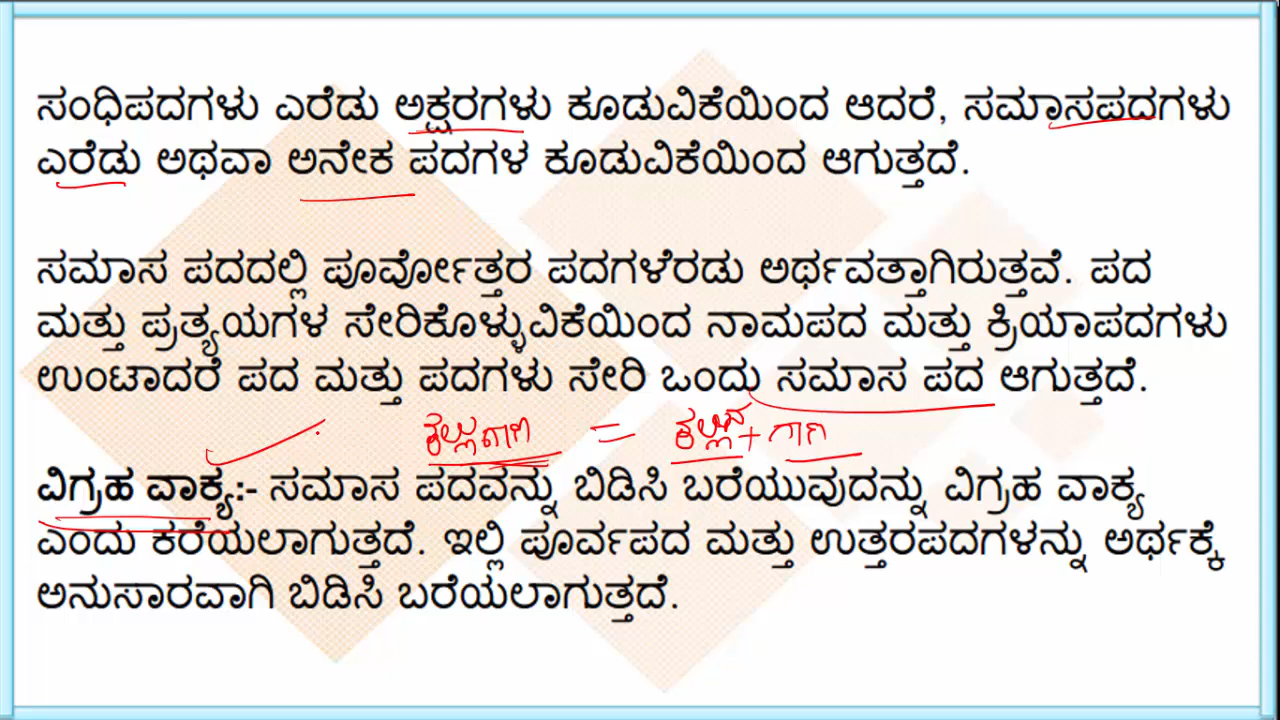 ಸಂಧಿಪದಗಳು ಎರೆಡು ಅಕ್ಷರಗಳು ಕೂಡುವಿಕೆಯಿಂದ ಆದರೆ, ಸಮಾಸಪದಗಳು
ಎರೆಡು ಅಥವಾ ಅನೇಕ ಪದಗಳ ಕೂಡುವಿಕೆಯಿಂದ ಆಗುತ್ತದೆ.
ಸಮಾಸ ಪದದಲ್ಲಿ ಪೂರ್ವೋತ್ತರ ಪದಗಳೆರಡು ಅರ್ಥವತ್ತಾಗಿರುತ್ತವೆ. ಪದ
ಮತ್ತು ಪ್ರತ್ಯಯಗಳ ಸೇರಿಕೊಳ್ಳುವಿಕೆಯಿಂದ ನಾಮಪದ ಮತ್ತು ಕ್ರಿಯಾಪದಗಳು
ಉಂಟಾದರೆ ಪದ ಮತ್ತು ಪದಗಳು ಸೇರಿ ಒಂದು ಸಮಾಸ ಪದ ಆಗುತ್ತದೆ.
= + ಗಾಣ
ವಿಗ್ರಹ ವಾಕ್ಯ:- ಸಮಾಸ ಪದವನ್ನು ಬಿಡಿಸಿ ಬರೆಯುವುದನ್ನು ವಿಗ್ರಹ ವಾಕ್ಯ
ಎಂದು ಕರೆಯಲಾಗುತ್ತದೆ. ಇಲ್ಲಿ ಪೂರ್ವಪದ ಮತ್ತು ಉತ್ತರಪದಗಳನ್ನು ಅರ್ಥಕ್ಕೆ
ಅನುಸಾರವಾಗಿ ಬಿಡಿಸಿ ಬರೆಯಲಾಗುತ್ತದೆ.